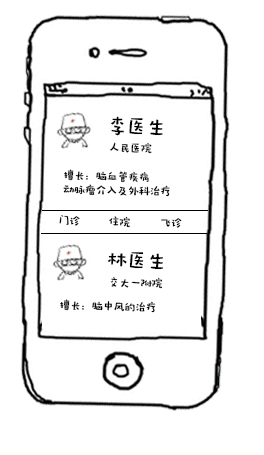 李医生
人民医院
擅长：脑血管疾病
动脉瘤介入及外科治疗
门诊 住院 飞诊
林医生
交大一附院
擅长：脑中风的治疗